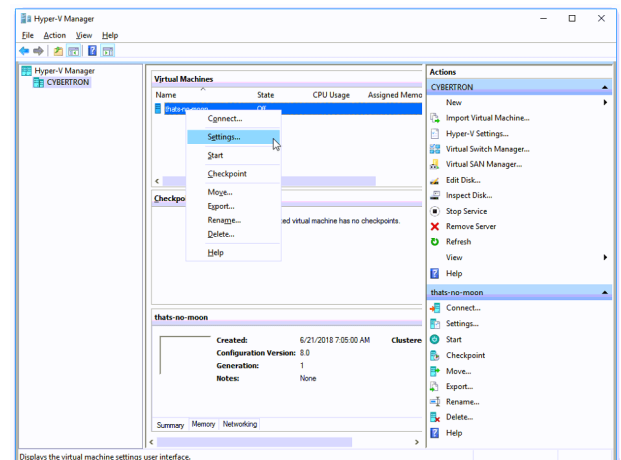 Hyper-V Manager
File Action View Help
Hyper-V Manager
CYBERTRON
Virtual Machines
Name State CPU Usage Assigned Memo
thats-no-moon Off
Connect...
Settings...
Start
Checkpoint
Move...
Export...
Rename...
Delete...
Help
Checkpo
ed virtual machine has no checkpoints.
thats-no-moon
Created: 6/21/2018 7:05:00 AM Clustere
Configuration Version: 8.0
Generation: 1
Notes: None
Summary Memory Networking
Actions
CYBERTRON
New
Import Virtual Machine...
Hyper-V Settings...
Virtual Switch Manager...
Virtual SAN Manager...
Edit Disk...
Inspect Disk...
Stop Service
Remove Server
Refresh
View
Help
thats-no-moon
Connect...
Settings...
Start
Checkpoint
Move...
Export...
Rename...
Delete...
Help
Displays the virtual machine settings user interface.